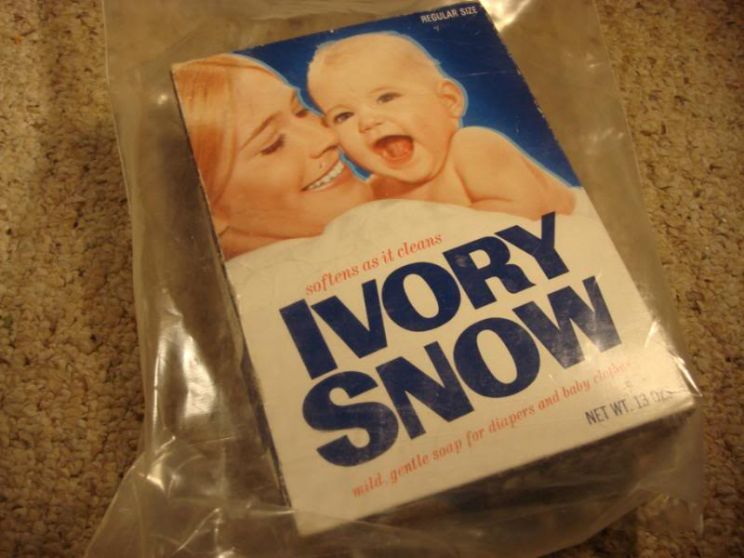 REGULAR SIZE
softens as it cleans
IVORY
SNOW
mild, gentle soap for diapers and baby clothes
NET WT. 13 OZS